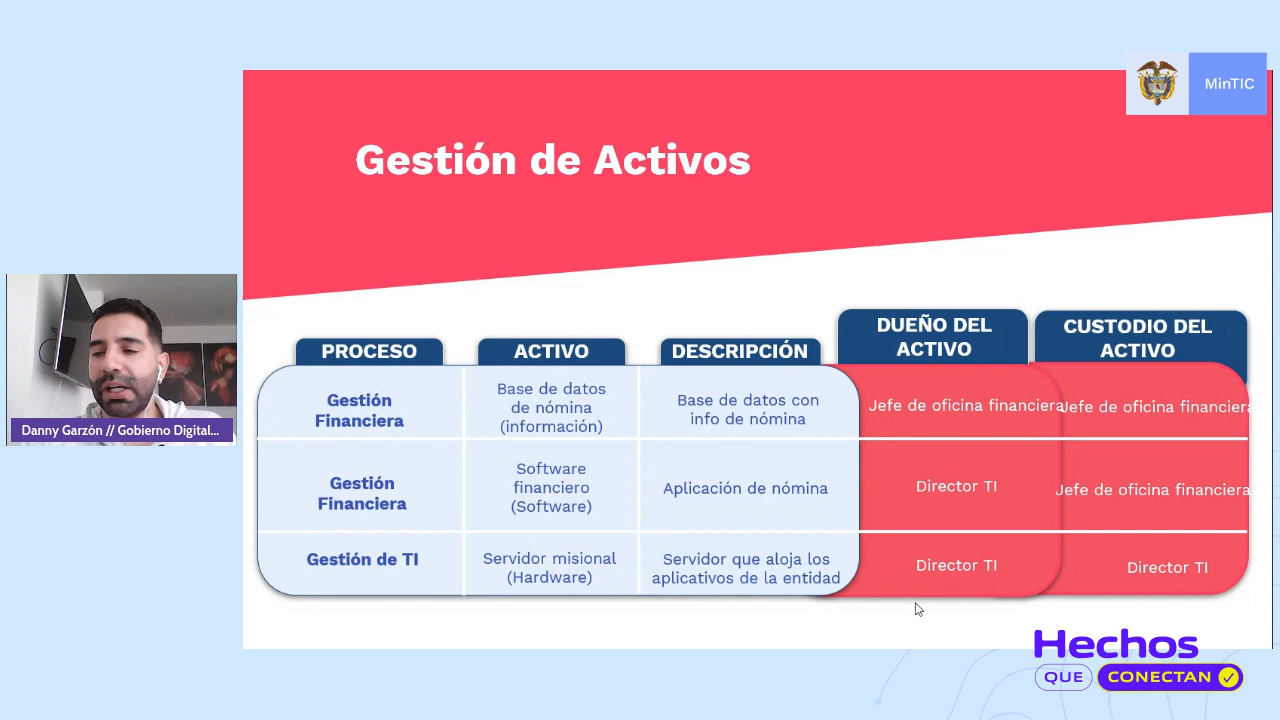 MinTIC
Gestión de Activos
PROCESO
ACTIVO
DESCRIPCIÓN
DUEÑO DEL
ACTIVO
CUSTODIO DEL
ACTIVO
Gestión
Financiera
Base de datos
de nómina
(información)
Base de datos con
info de nómina
Jefe de oficina financiera
Jefe de oficina financiera
Gestión
Financiera
Software
financiero
(Software)
Aplicación de nómina
Director TI
Jefe de oficina financiera
Gestión de TI
Servidor misional
(Hardware)
Servidor que aloja los
aplicativos de la entidad
Director TI
Director TI
Danny Garzón // Gobierno Digital...
Hechos
QUE CONECTAN